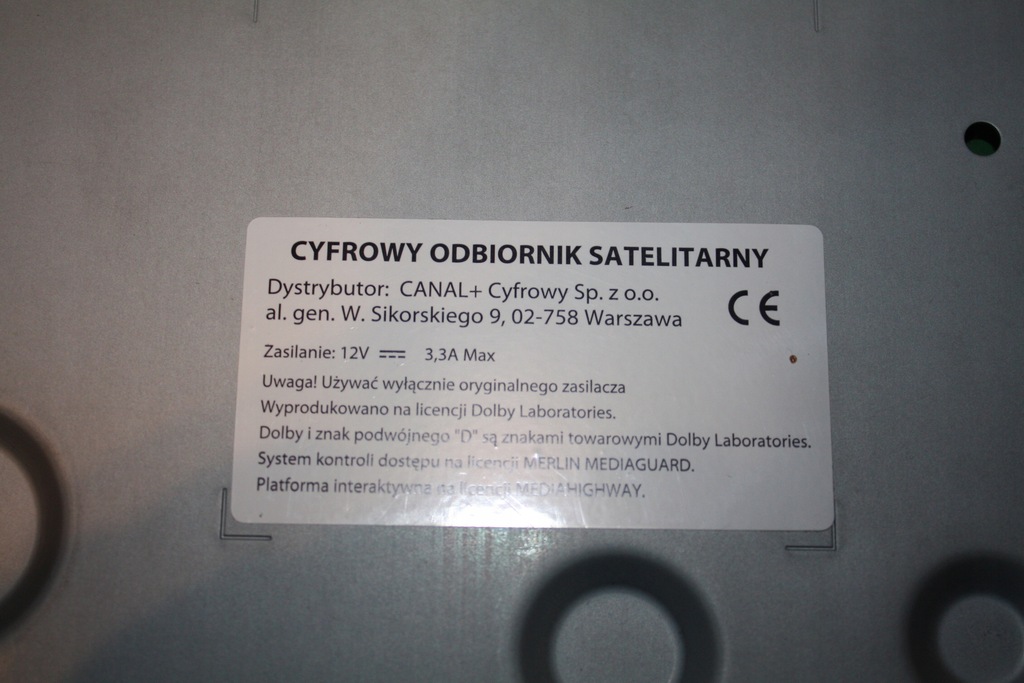 CYFROWY ODBIORNIK SATELITARNY
Dystrybutor: CANAL+ Cyfrowy Sp. z o.o.
al. gen. W. Sikorskiego 9, 02-758 Warszawa
CE
Zasilanie: 12V ⎓ 3,3A Max
Uwaga! Używać wyłącznie oryginalnego zasilacza
Wyprodukowano na licencji Dolby Laboratories.
Dolby i znak podwójnego "D" są znakami towarowymi Dolby Laboratories.
System kontroli dostępu na licencji MERLIN MEDIAGUARD.
Platforma interaktywna na licencji MEDIAHIGHWAY.